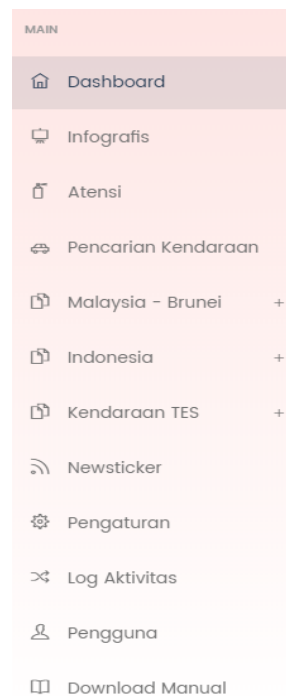 MAIN
Dashboard
Infografis
Atensi
Pencarian Kendaraan
Malaysia - Brunei +
Indonesia +
Kendaraan TES +
Newsticker
Pengaturan
Log Aktivitas
Pengguna
Download Manual